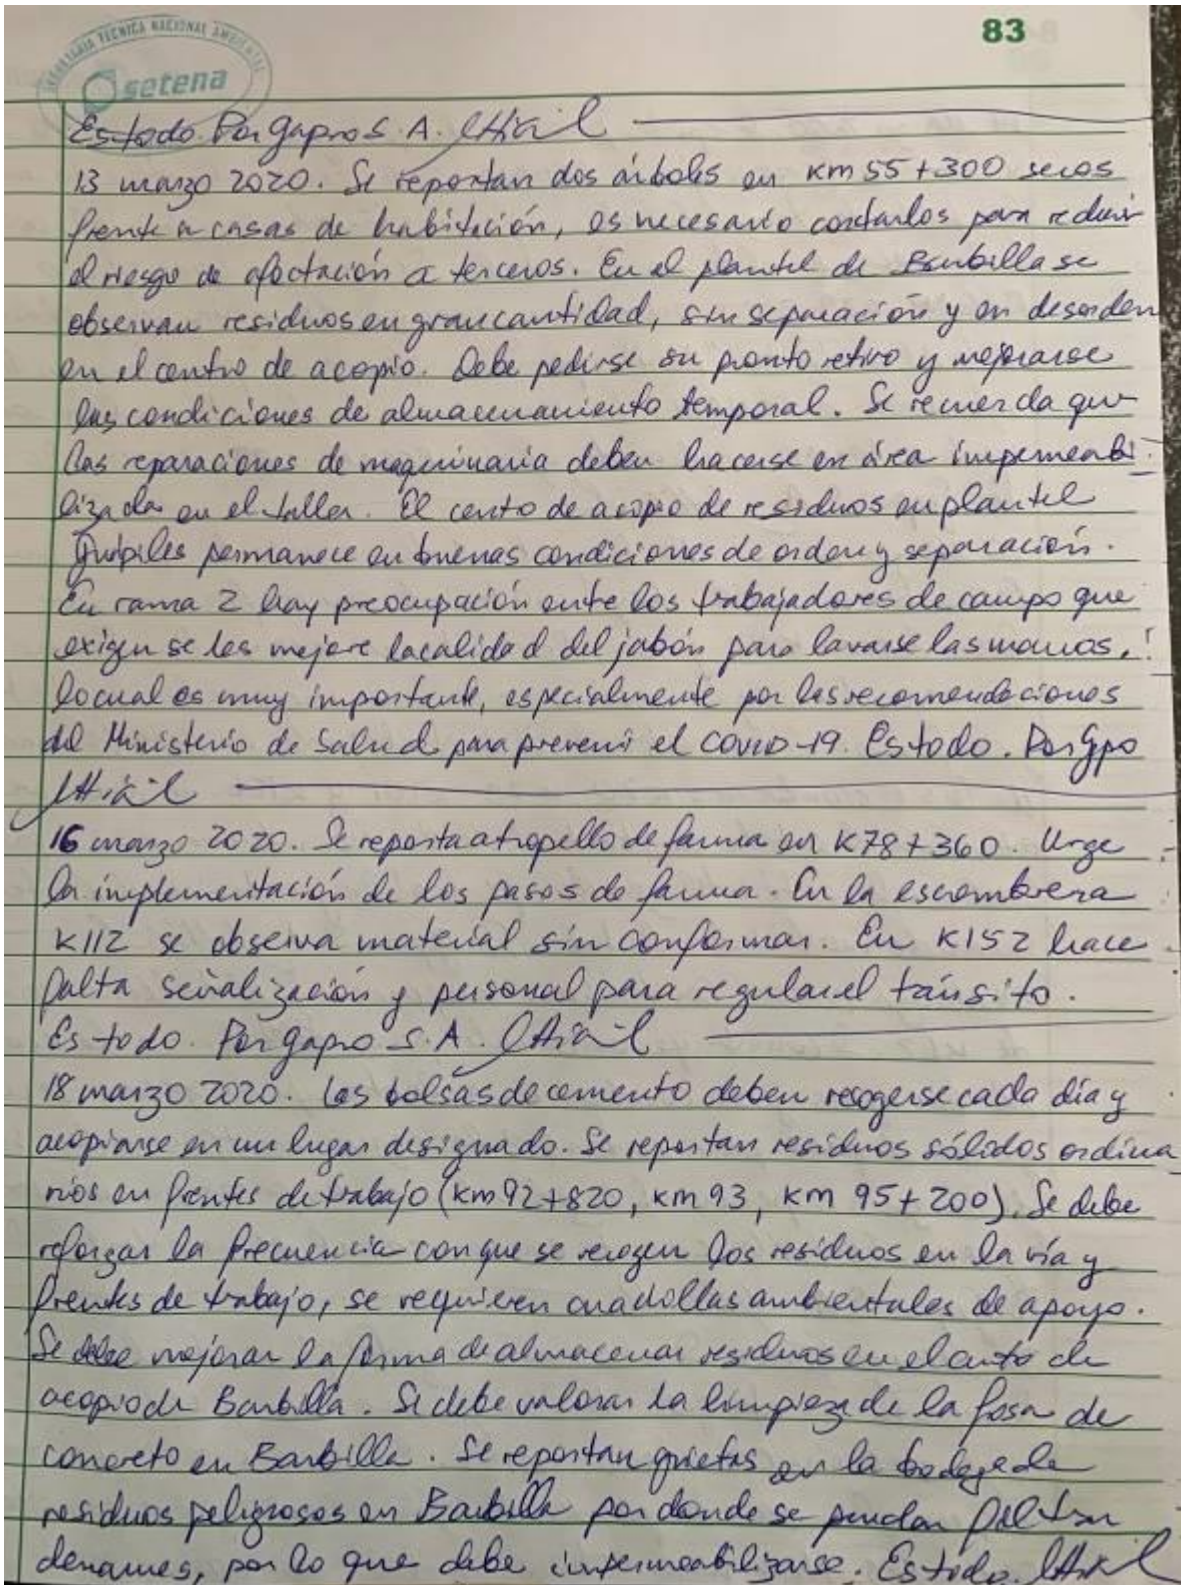 83
SECRETARIA TECNICA NACIONAL AMBIENTAL
setena
Es todo. Por gapro S.A.
13 marzo 2020. Se reportan dos árboles en km 55+300 secos
frente a casas de habitación, es necesario cortarlos para reducir
el riesgo de afectación a terceros. En el plantel de Barbilla se
observan residuos en gran cantidad, sin separación y en desorden
en el centro de acopio. Debe pedirse su pronto retiro y mejorarse
las condiciones de almacenamiento temporal. Se recuerda que
las reparaciones de maquinaria deben hacerse en área impermeabi-
lizada en el taller. El centro de acopio de residuos en plantel
permanece en buenas condiciones de orden y separación.
En rama 2 hay preocupación entre los trabajadores de campo que
exigen se les mejore la calidad del jabón para lavarse las manos,
lo cual es muy importante, especialmente por las recomendaciones
del Ministerio de Salud para prevenir el COVID-19. Es todo. Por Gpo
16 marzo 2020. Se reporta atropello de fauna en K78+360. Urge
la implementación de los pasos de fauna. En la escombrera
K112 se observa material sin conformar. En K152 hace
falta señalización y personal para regular el tránsito.
Es todo. Por gapro S.A.
18 marzo 2020. Las bolsas de cemento deben recogerse cada día y
acopiarse en un lugar designado. Se reportan residuos sólidos ordina
rios en frentes de trabajo (km 92+820, km 93, km 95+200). Se debe
reforzar la frecuencia con que se recogen los residuos en la vía y
frentes de trabajo, se requieren cuadrillas ambientales de apoyo.
Se debe mejorar la forma de almacenar residuos en el centro de
acopio de Barbilla. Se debe valorar la limpieza de la fosa de
concreto en Barbilla. Se reportan grietas en la bodega de
residuos peligrosos en Barbilla por donde se puedan filtrar
derrames, por lo que debe impermeabilizarse. Es todo.